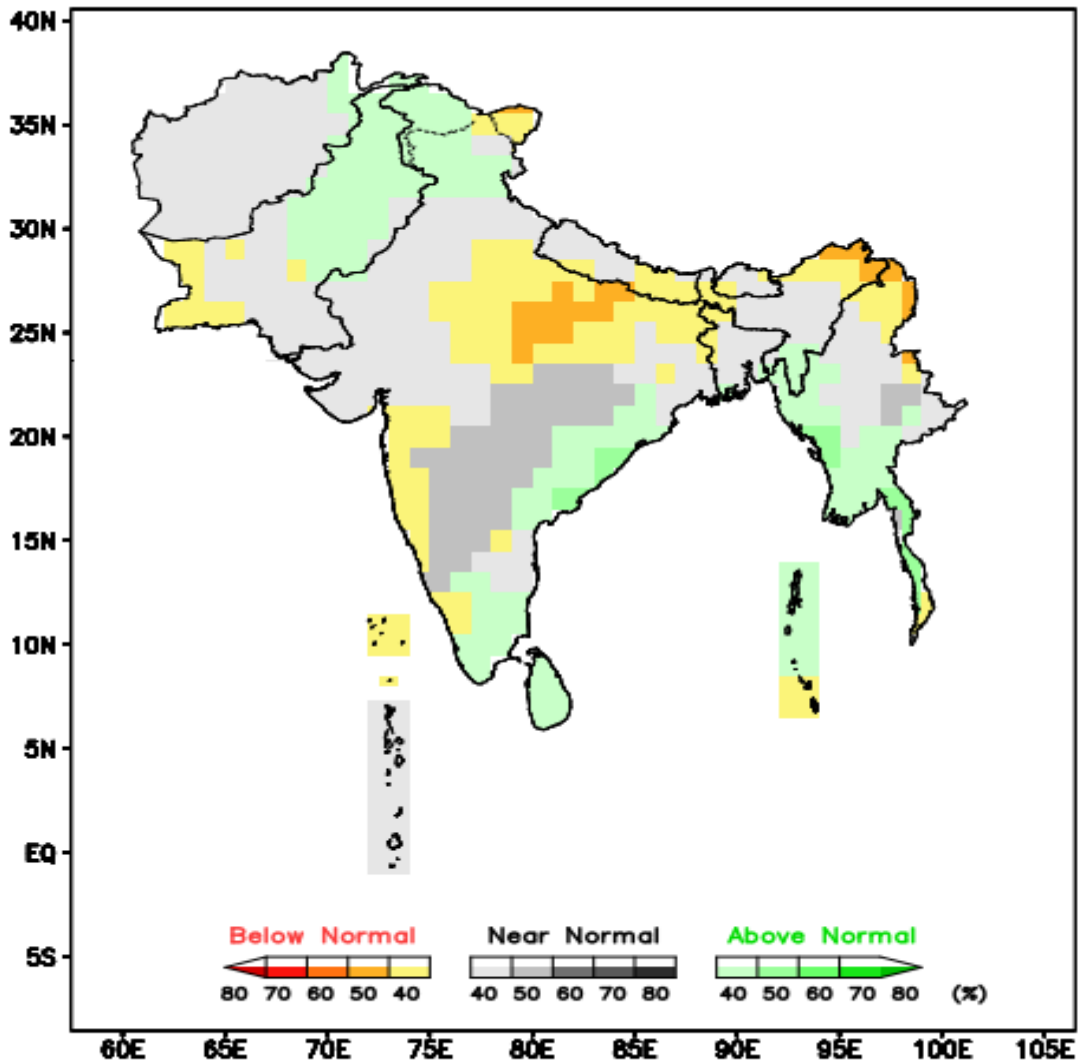 40N
35N
30N
25N
20N
15N
10N
5N
EQ
5S
Below Normal Near Normal Above Normal
80 70 60 50 40 40 50 60 70 80 40 50 60 70 80 (%)
60E 65E 70E 75E 80E 85E 90E 95E 100E 105E